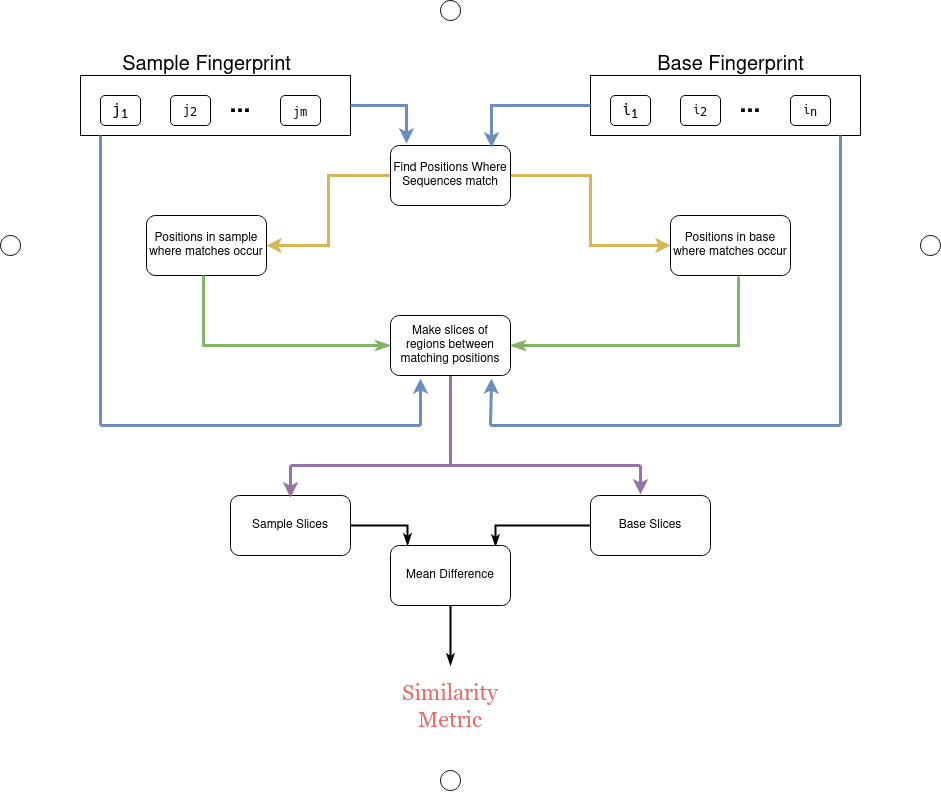 Sample Fingerprint
Base Fingerprint
j1 j2 ... jm
i1 i2 ... in
Find Positions Where
Sequences match
Positions in sample
where matches occur
Positions in base
where matches occur
Make slices of
regions between
matching positions
Sample Slices
Base Slices
Mean Difference
Similarity
Metric